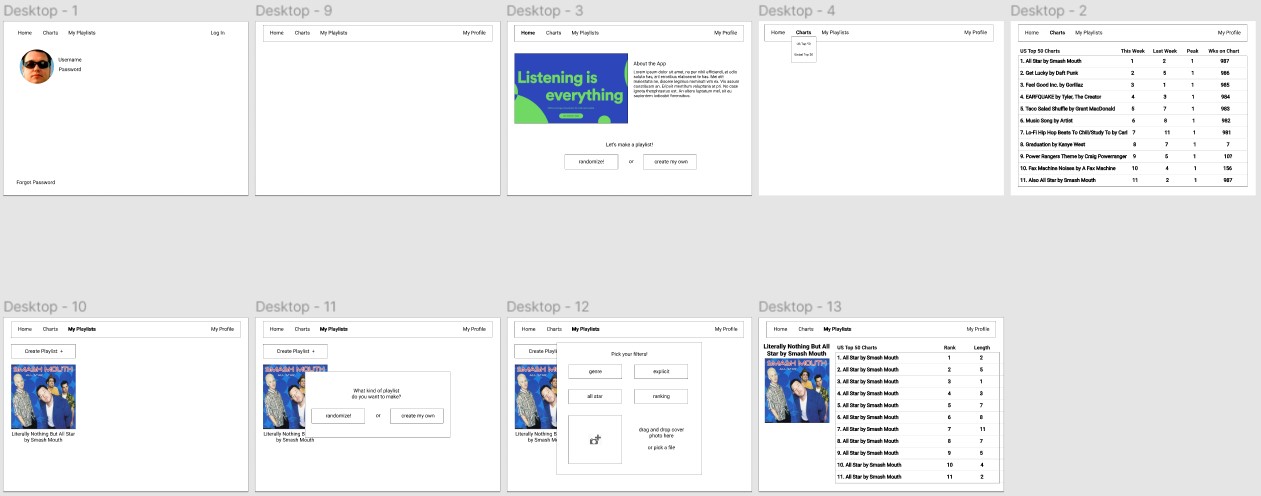 Desktop - 1
Home Charts My Playlists Log In
Username
Password
Forgot Password
Desktop - 9
Home Charts My Playlists My Profile
Desktop - 3
Home Charts My Playlists My Profile
Listening is
everything
About the App
Let's make a playlist!
randomize! or create my own
Desktop - 4
Home Charts My Playlists My Profile
US Top 50
Global Top 50
Desktop - 2
Home Charts My Playlists My Profile
US Top 50 Charts This Week Last Week Peak Wks on Chart
1. All Star by Smash Mouth 1 2 1 987
2. Get Lucky by Daft Punk 2 5 1 986
3. Feel Good Inc. by Gorillaz 3 1 1 985
4. EARFQUAKE by Tyler, The Creator 4 3 1 984
5. Taco Salad Shuffle by Grant MacDonald 5 7 1 983
6. Music Song by Artist 6 8 1 982
7. Lo-Fi Hip Hop Beats To Chill/Study To by Carl 7 11 1 981
8. Graduation by Kanye West 8 7 1 7
9. Power Rangers Theme by Craig Powerranger 9 5 1 10?
10. Fax Machine Noises by A Fax Machine 10 4 1 156
11. Also All Star by Smash Mouth 11 2 1 987
Desktop - 10
Home Charts My Playlists My Profile
Create Playlist +
SMASH MOUTH
Literally Nothing But All Star
by Smash Mouth
Desktop - 11
Home Charts My Playlists My Profile
Create Playlist +
SMASH MOUTH
What kind of playlist
do you want to make?
randomize! or create my own
Literally Nothing But All Star
by Smash Mouth
Desktop - 12
Home Charts My Playlists My Profile
Create Playl
Pick your filters!
genre explicit
all star ranking
drag and drop cover
photo here
or pick a file
Literally Nothing
by Smash M
Desktop - 13
Home Charts My Playlists My Profile
Literally Nothing But All
Star by Smash Mouth
SMASH MOUTH
US Top 50 Charts Rank Length
1. All Star by Smash Mouth 1 2
2. All Star by Smash Mouth 2 5
3. All Star by Smash Mouth 3 1
4. All Star by Smash Mouth 4 3
5. All Star by Smash Mouth 5 7
6. All Star by Smash Mouth 6 8
7. All Star by Smash Mouth 7 11
8. All Star by Smash Mouth 8 7
9. All Star by Smash Mouth 9 5
10. All Star by Smash Mouth 10 4
11. All Star by Smash Mouth 11 2